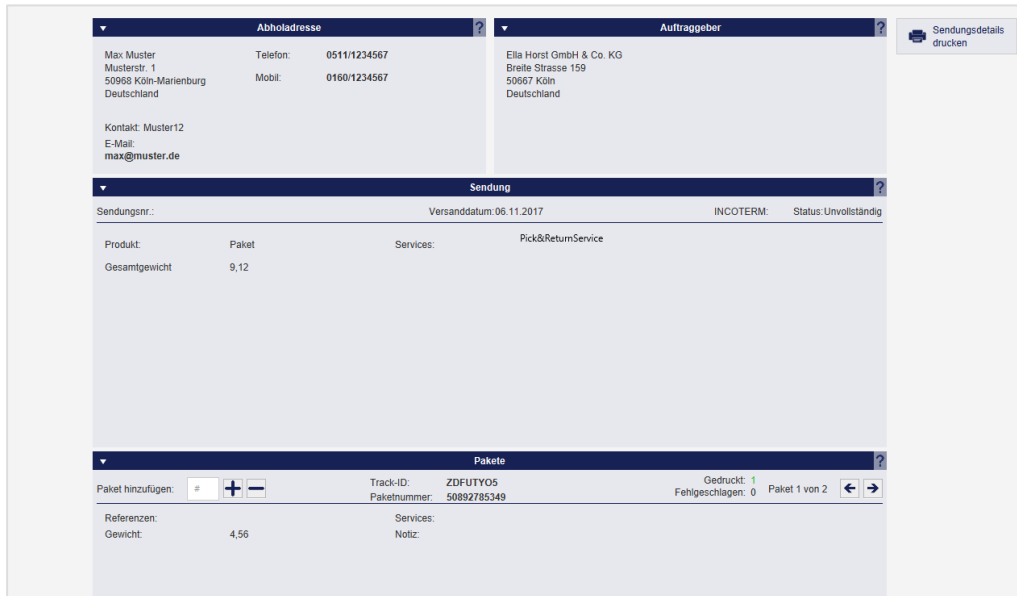 Abholadresse ?
Max Muster Telefon: 0511/1234567
Musterstr. 1
50968 Köln-Marienburg Mobil: 0160/1234567
Deutschland
Kontakt: Muster12
E-Mail:
max@muster.de
Auftraggeber ?
Ella Horst GmbH & Co. KG
Breite Strasse 159
50667 Köln
Deutschland
Sendungsdetails
drucken
Sendung ?
Sendungsnr.: Versanddatum:06.11.2017 INCOTERM: Status:Unvollständig
Produkt: Paket Services: Pick&ReturnService
Gesamtgewicht 9,12
Pakete ?
Paket hinzufügen: # Track-ID: ZDFUTYO5 Gedruckt: 1 Paket 1 von 2
Paketnummer: 50892785349 Fehlgeschlagen: 0
Referenzen: Services:
Gewicht: 4,56 Notiz: